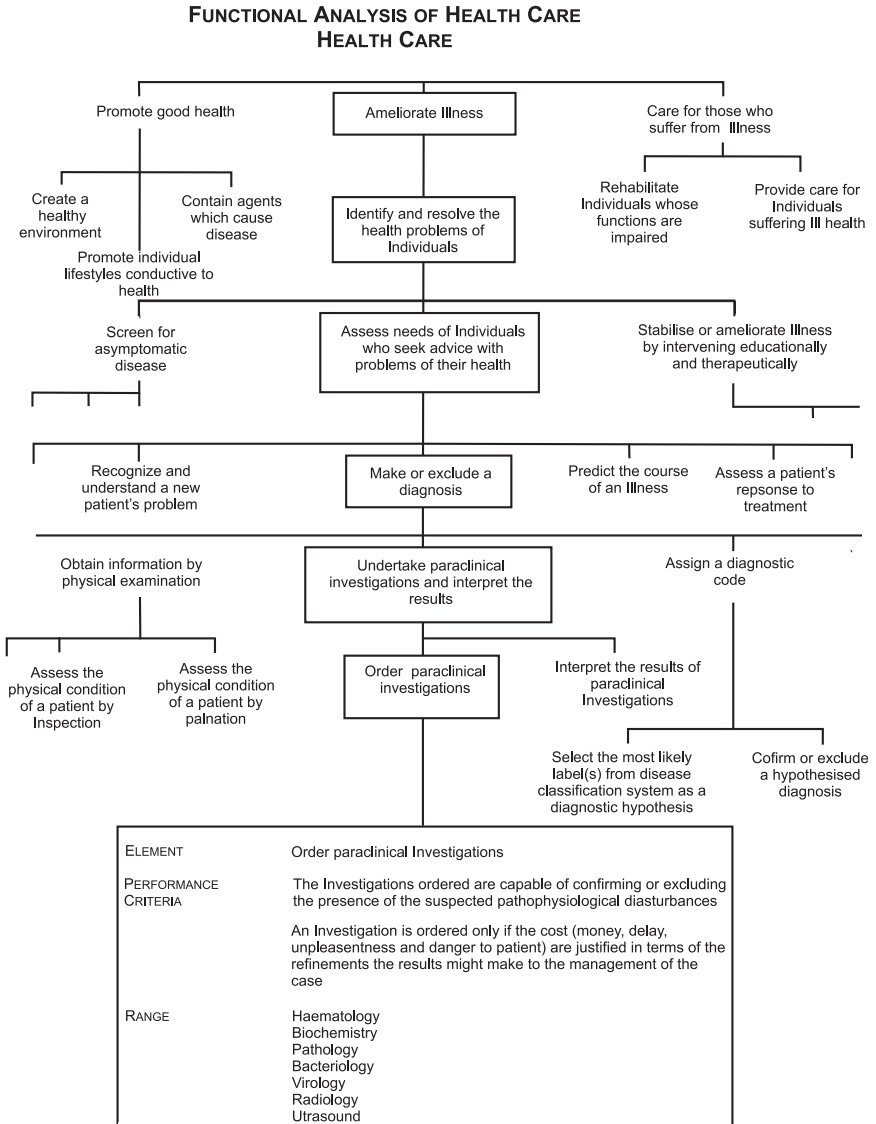 FUNCTIONAL ANALYSIS OF HEALTH CARE
HEALTH CARE
Promote good health
Ameliorate Illness
Care for those who
suffer from Illness
Create a
healthy
environment
Contain agents
which cause
disease
Promote individual
lifestyles conductive to
health
Identify and resolve the
health problems of
Individuals
Rehabilitate
Individuals whose
functions are
impaired
Provide care for
Individuals
suffering Ill health
Screen for
asymptomatic
disease
Assess needs of Individuals
who seek advice with
problems of their health
Stabilise or ameliorate Illness
by intervening educationally
and therapeutically
Recognize and
understand a new
patient's problem
Make or exclude a
diagnosis
Predict the course
of an Illness
Assess a patient's
repsonse to
treatment
Obtain information by
physical examination
Undertake paraclinical
investigations and interpret the
results
Assign a diagnostic
code
Assess the
physical condition
of a patient by
Inspection
Assess the
physical condition
of a patient by
palnation
Order paraclinical
investigations
Interpret the results of
paraclinical
Investigations
Select the most likely
label(s) from disease
classification system as a
diagnostic hypothesis
Cofirm or exclude
a hypothesised
diagnosis
ELEMENT Order paraclinical Investigations
PERFORMANCE The Investigations ordered are capable of confirming or excluding
CRITERIA the presence of the suspected pathophysiological diasturbances
An Investigation is ordered only if the cost (money, delay,
unpleasentness and danger to patient) are justified in terms of the
refinements the results might make to the management of the
case
RANGE Haematology
Biochemistry
Pathology
Bacteriology
Virology
Radiology
Utrasound